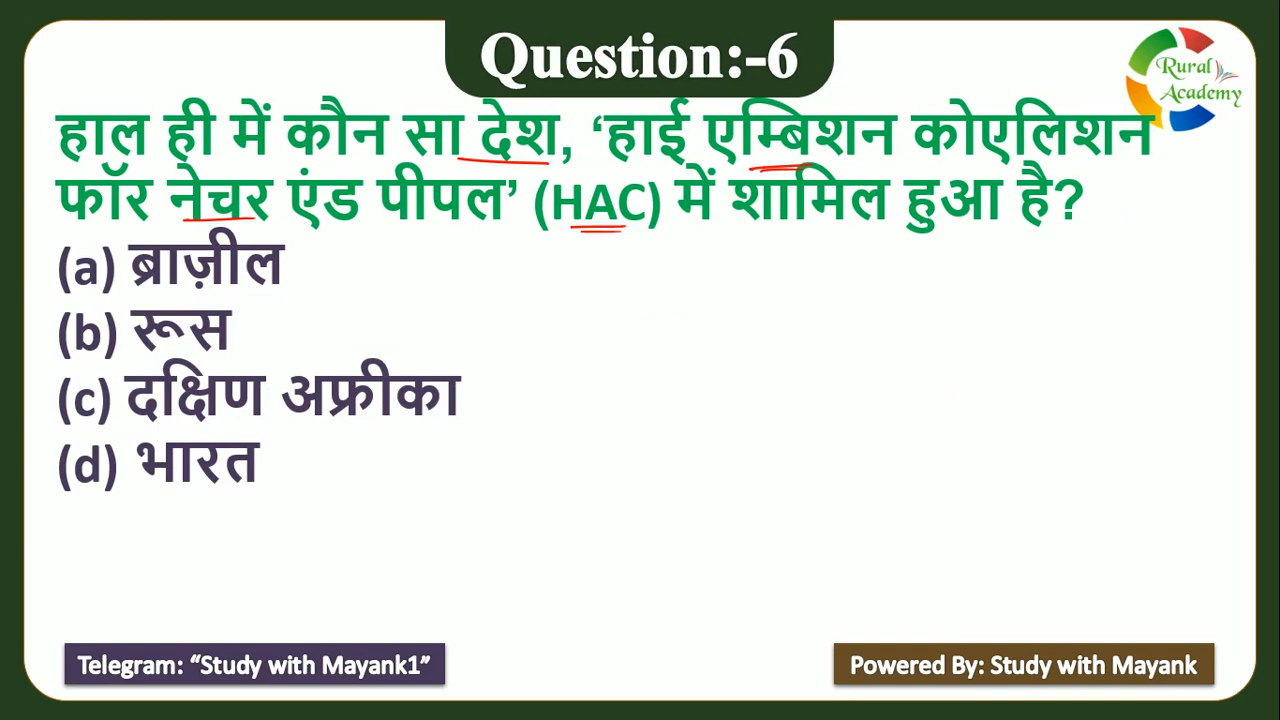 Question:-6
Rural
Academy
हाल ही में कौन सा देश, ‘हाई एम्बिशन कोएलिशन
फॉर नेचर एंड पीपल’ (HAC) में शामिल हुआ है?
(a) ब्राज़ील
(b) रूस
(c) दक्षिण अफ्रीका
(d) भारत
Telegram: “Study with Mayank1”
Powered By: Study with Mayank